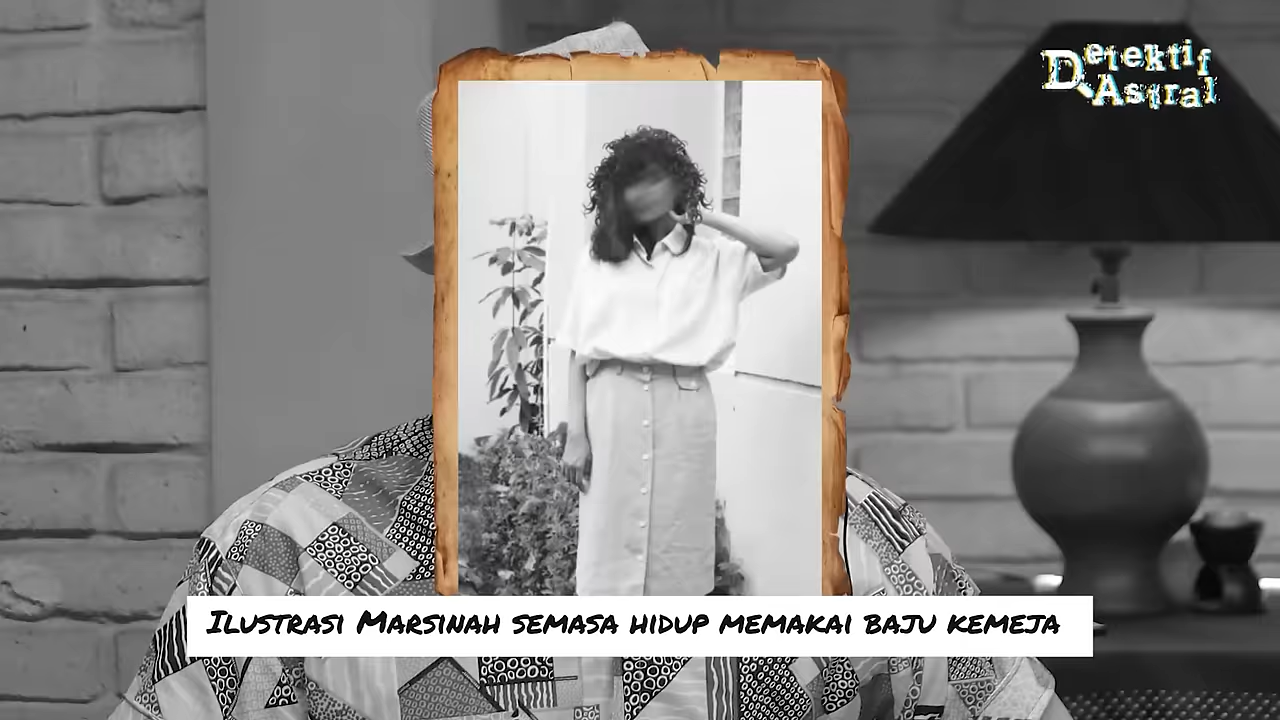 Detektif
Astral
Ilustrasi Marsinah semasa hidup memakai baju kemeja